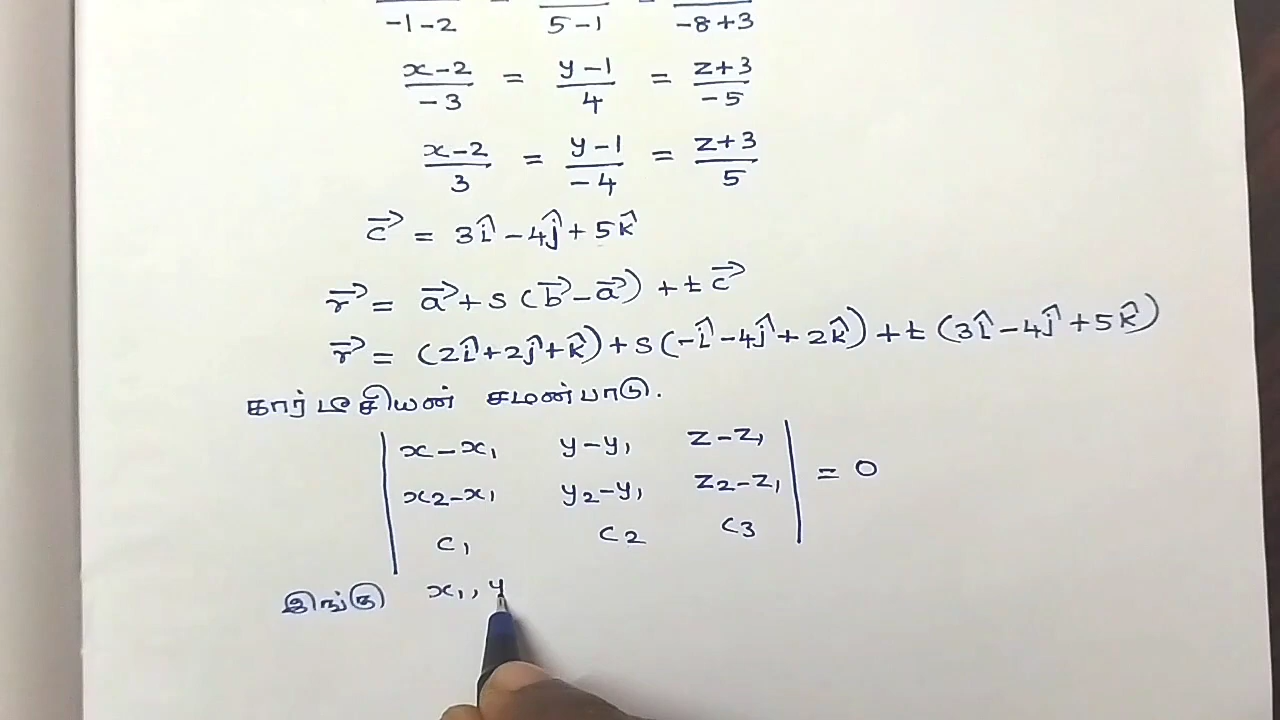 -1-2 = 5-1 = -8+3
x-2/-3 = y-1/4 = z+3/-5
x-2/3 = y-1/-4 = z+3/5
c⃗ = 3î-4ĵ+5k̂
r⃗ = a⃗+s(b⃗-a⃗)+tc⃗
r⃗ = (2î+2ĵ+k̂)+s(-î-4ĵ+2k̂)+t(3î-4ĵ+5k̂)
கார்டீசியன் சமன்பாடு.
| x-x₁ y-y₁ z-z₁ |
| x₂-x₁ y₂-y₁ z₂-z₁ | = 0
| c₁ c₂ c₃ |
இங்கு x₁, y